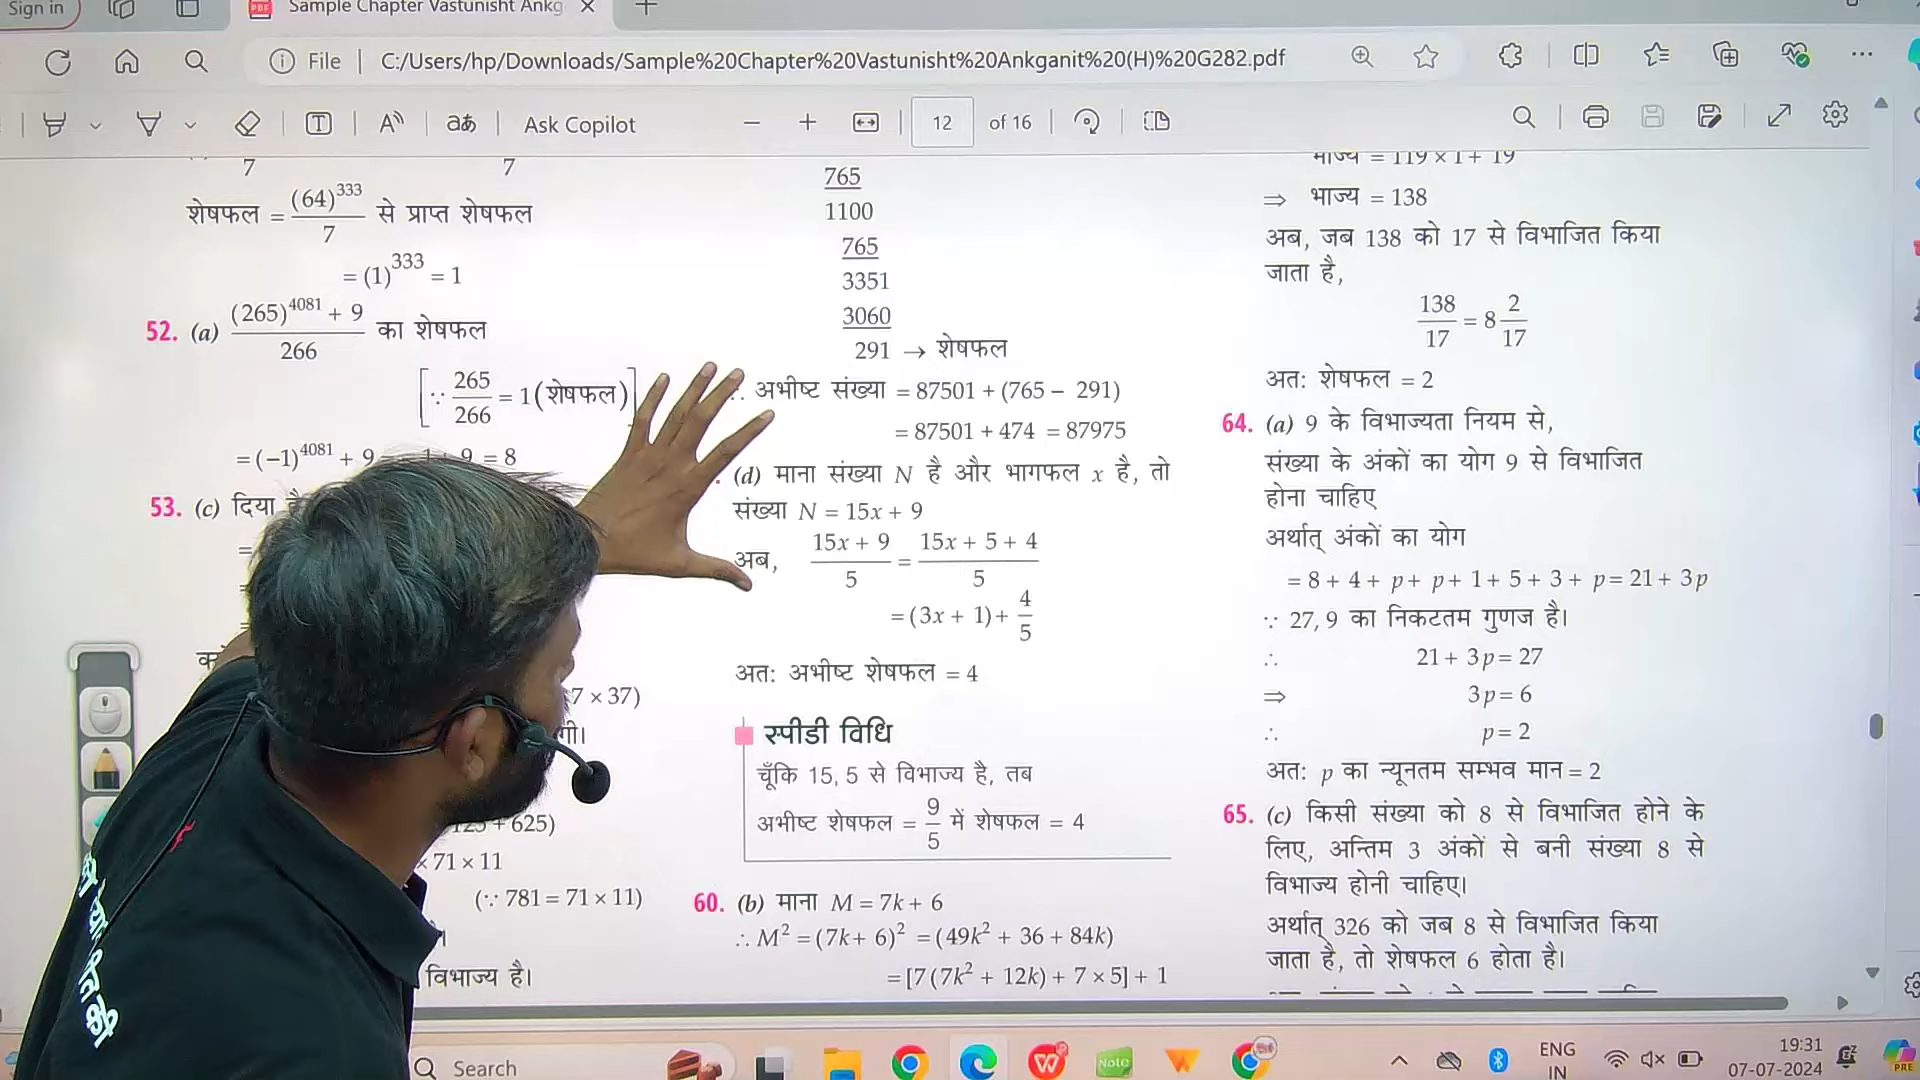 Sign in
Sample Chapter Vastunisht Ankg
File
C:/Users/hp/Downloads/Sample%20Chapter%20Vastunisht%20Ankganit%20(H)%20G282.pdf
Ask Copilot
12 of 16
7 7
शेषफल = (64)^333 / 7 से प्राप्त शेषफल
= (1)^333 = 1
52. (a) (265)^4081 + 9 / 266 का शेषफल
[∵ 265/266 = 1(शेषफल)]
= (−1)^4081 + 9 1 + 9 = 8
53. (c) दिया
7 × 37)
+ 625)
× 71 × 11
(∵ 781 = 71 × 11)
विभाज्य है।
765
1100
765
3351
3060
291 → शेषफल
अभीष्ट संख्या = 87501 + (765 − 291)
= 87501 + 474 = 87975
(d) माना संख्या N है और भागफल x है, तो
संख्या N = 15x + 9
अब, 15x + 9 / 5 = 15x + 5 + 4 / 5
= (3x + 1) + 4/5
अतः अभीष्ट शेषफल = 4
स्पीडी विधि
चूँकि 15, 5 से विभाज्य है, तब
अभीष्ट शेषफल = 9/5 में शेषफल = 4
60. (b) माना M = 7k + 6
∴ M² = (7k + 6)² = (49k² + 36 + 84k)
= [7(7k² + 12k) + 7 × 5] + 1
भाज्य = 119 × 1 + 19
⇒ भाज्य = 138
अब, जब 138 को 17 से विभाजित किया
जाता है,
138/17 = 8 2/17
अतः शेषफल = 2
64. (a) 9 के विभाज्यता नियम से,
संख्या के अंकों का योग 9 से विभाजित
होना चाहिए
अर्थात् अंकों का योग
= 8 + 4 + p + p + 1 + 5 + 3 + p = 21 + 3p
∵ 27, 9 का निकटतम गुणज है।
∴ 21 + 3p = 27
⇒ 3p = 6
∴ p = 2
अतः p का न्यूनतम सम्भव मान = 2
65. (c) किसी संख्या को 8 से विभाजित होने के
लिए, अन्तिम 3 अंकों से बनी संख्या 8 से
विभाज्य होनी चाहिए।
अर्थात् 326 को जब 8 से विभाजित किया
जाता है, तो शेषफल 6 होता है।
Search
Note
ENG
IN
19:31
07-07-2024
PRE